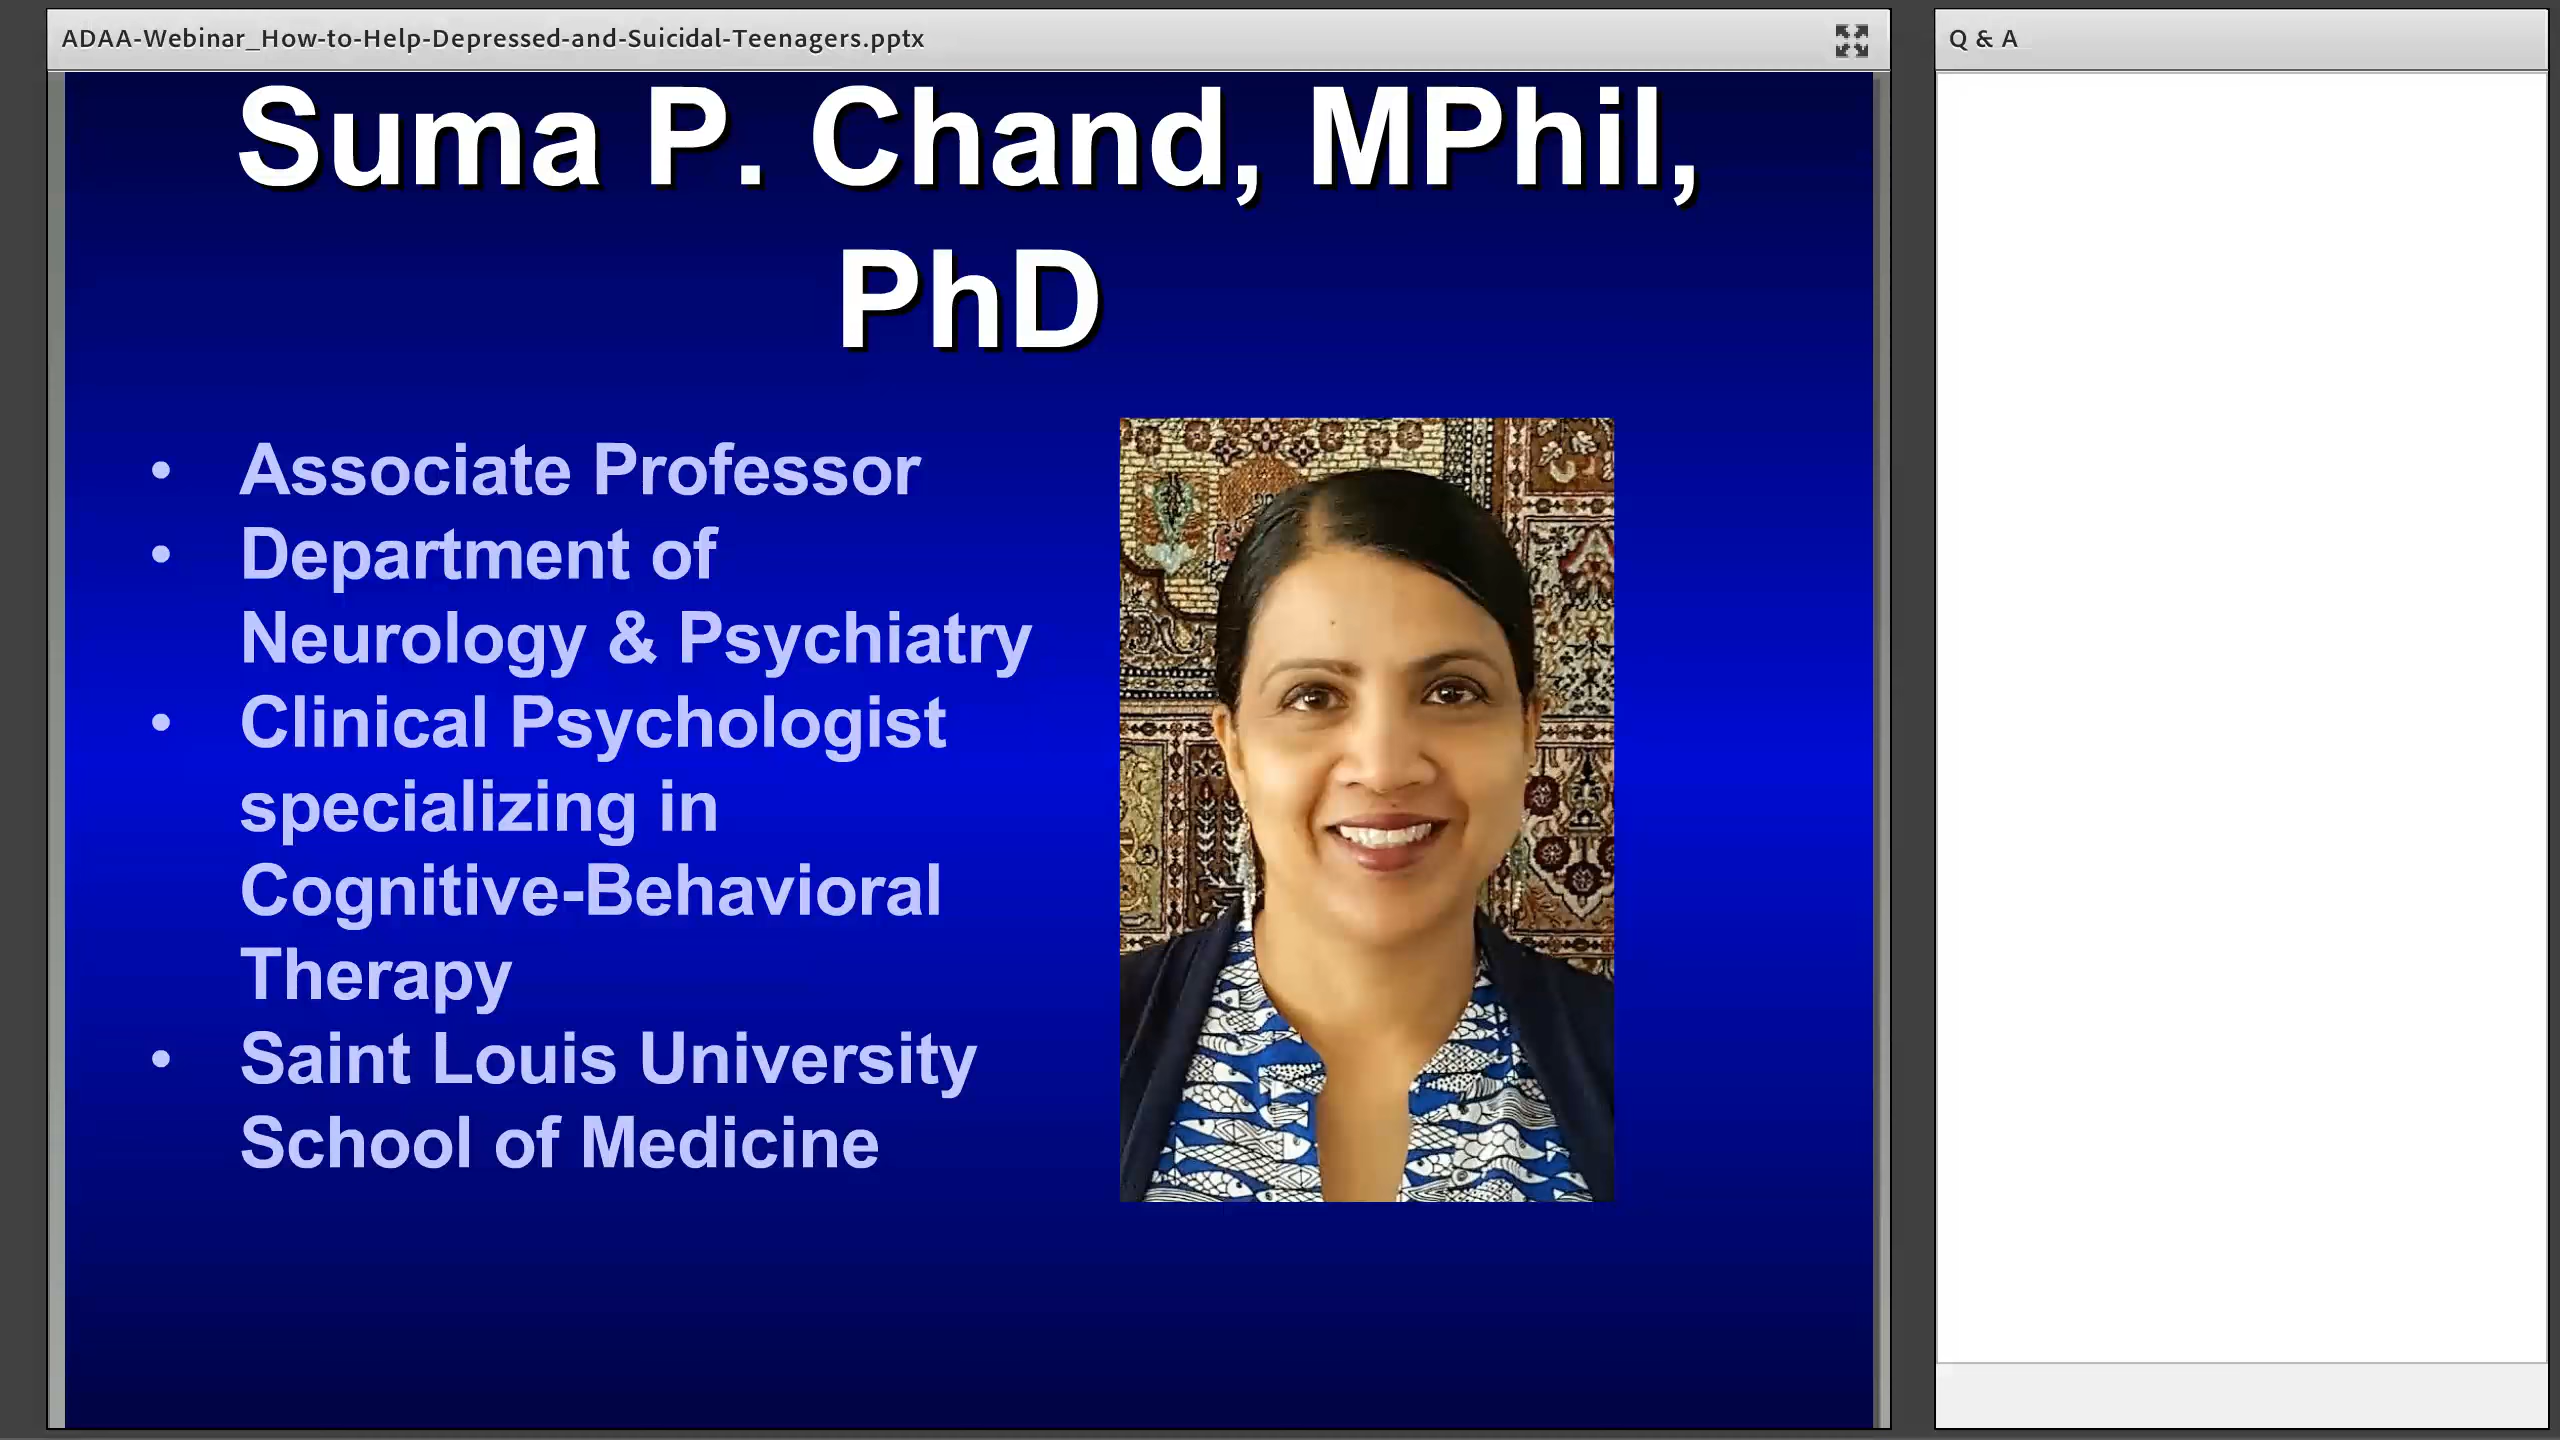 ADAA-Webinar_How-to-Help-Depressed-and-Suicidal-Teenagers.pptx
Q & A
Suma P. Chand, MPhil,
PhD
• Associate Professor
• Department of
Neurology & Psychiatry
• Clinical Psychologist
specializing in
Cognitive-Behavioral
Therapy
• Saint Louis University
School of Medicine